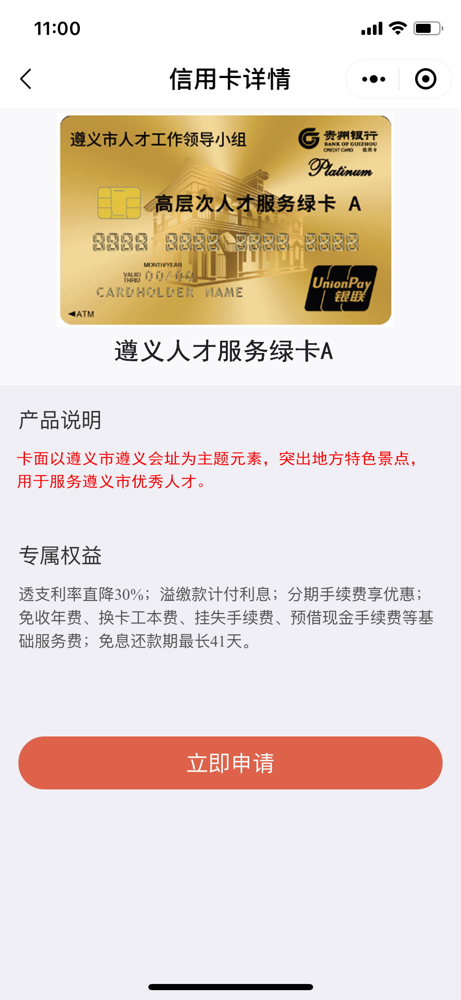 11:00
信用卡详情
遵义市人才工作领导小组
贵州银行
BANK OF GUIZHOU
CREDIT CARD 信用卡
Platinum
高层次人才服务绿卡 A
8888 8888 8888 8888
MONTH/YEAR
VALID
THRU 00/00
CARDHOLDER NAME
UnionPay
银联
◀ATM
遵义人才服务绿卡A
产品说明
卡面以遵义市遵义会址为主题元素，突出地方特色景点，
用于服务遵义市优秀人才。
专属权益
透支利率直降30%；溢缴款计付利息；分期手续费享优惠；
免收年费、换卡工本费、挂失手续费、预借现金手续费等基
础服务费；免息还款期最长41天。
立即申请